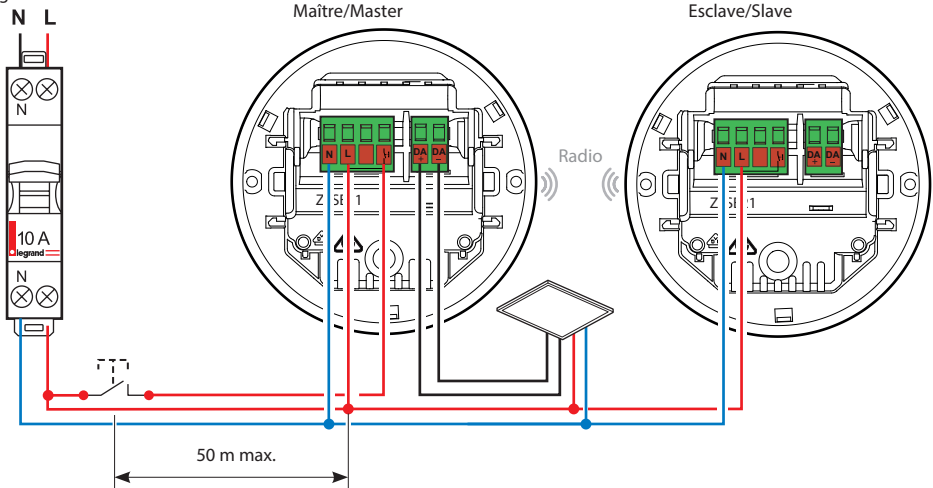 N L
Maître/Master
Esclave/Slave
N
10 A
legrand
N
N L
DA + DA -
Radio
N L
DA + DA -
50 m max.